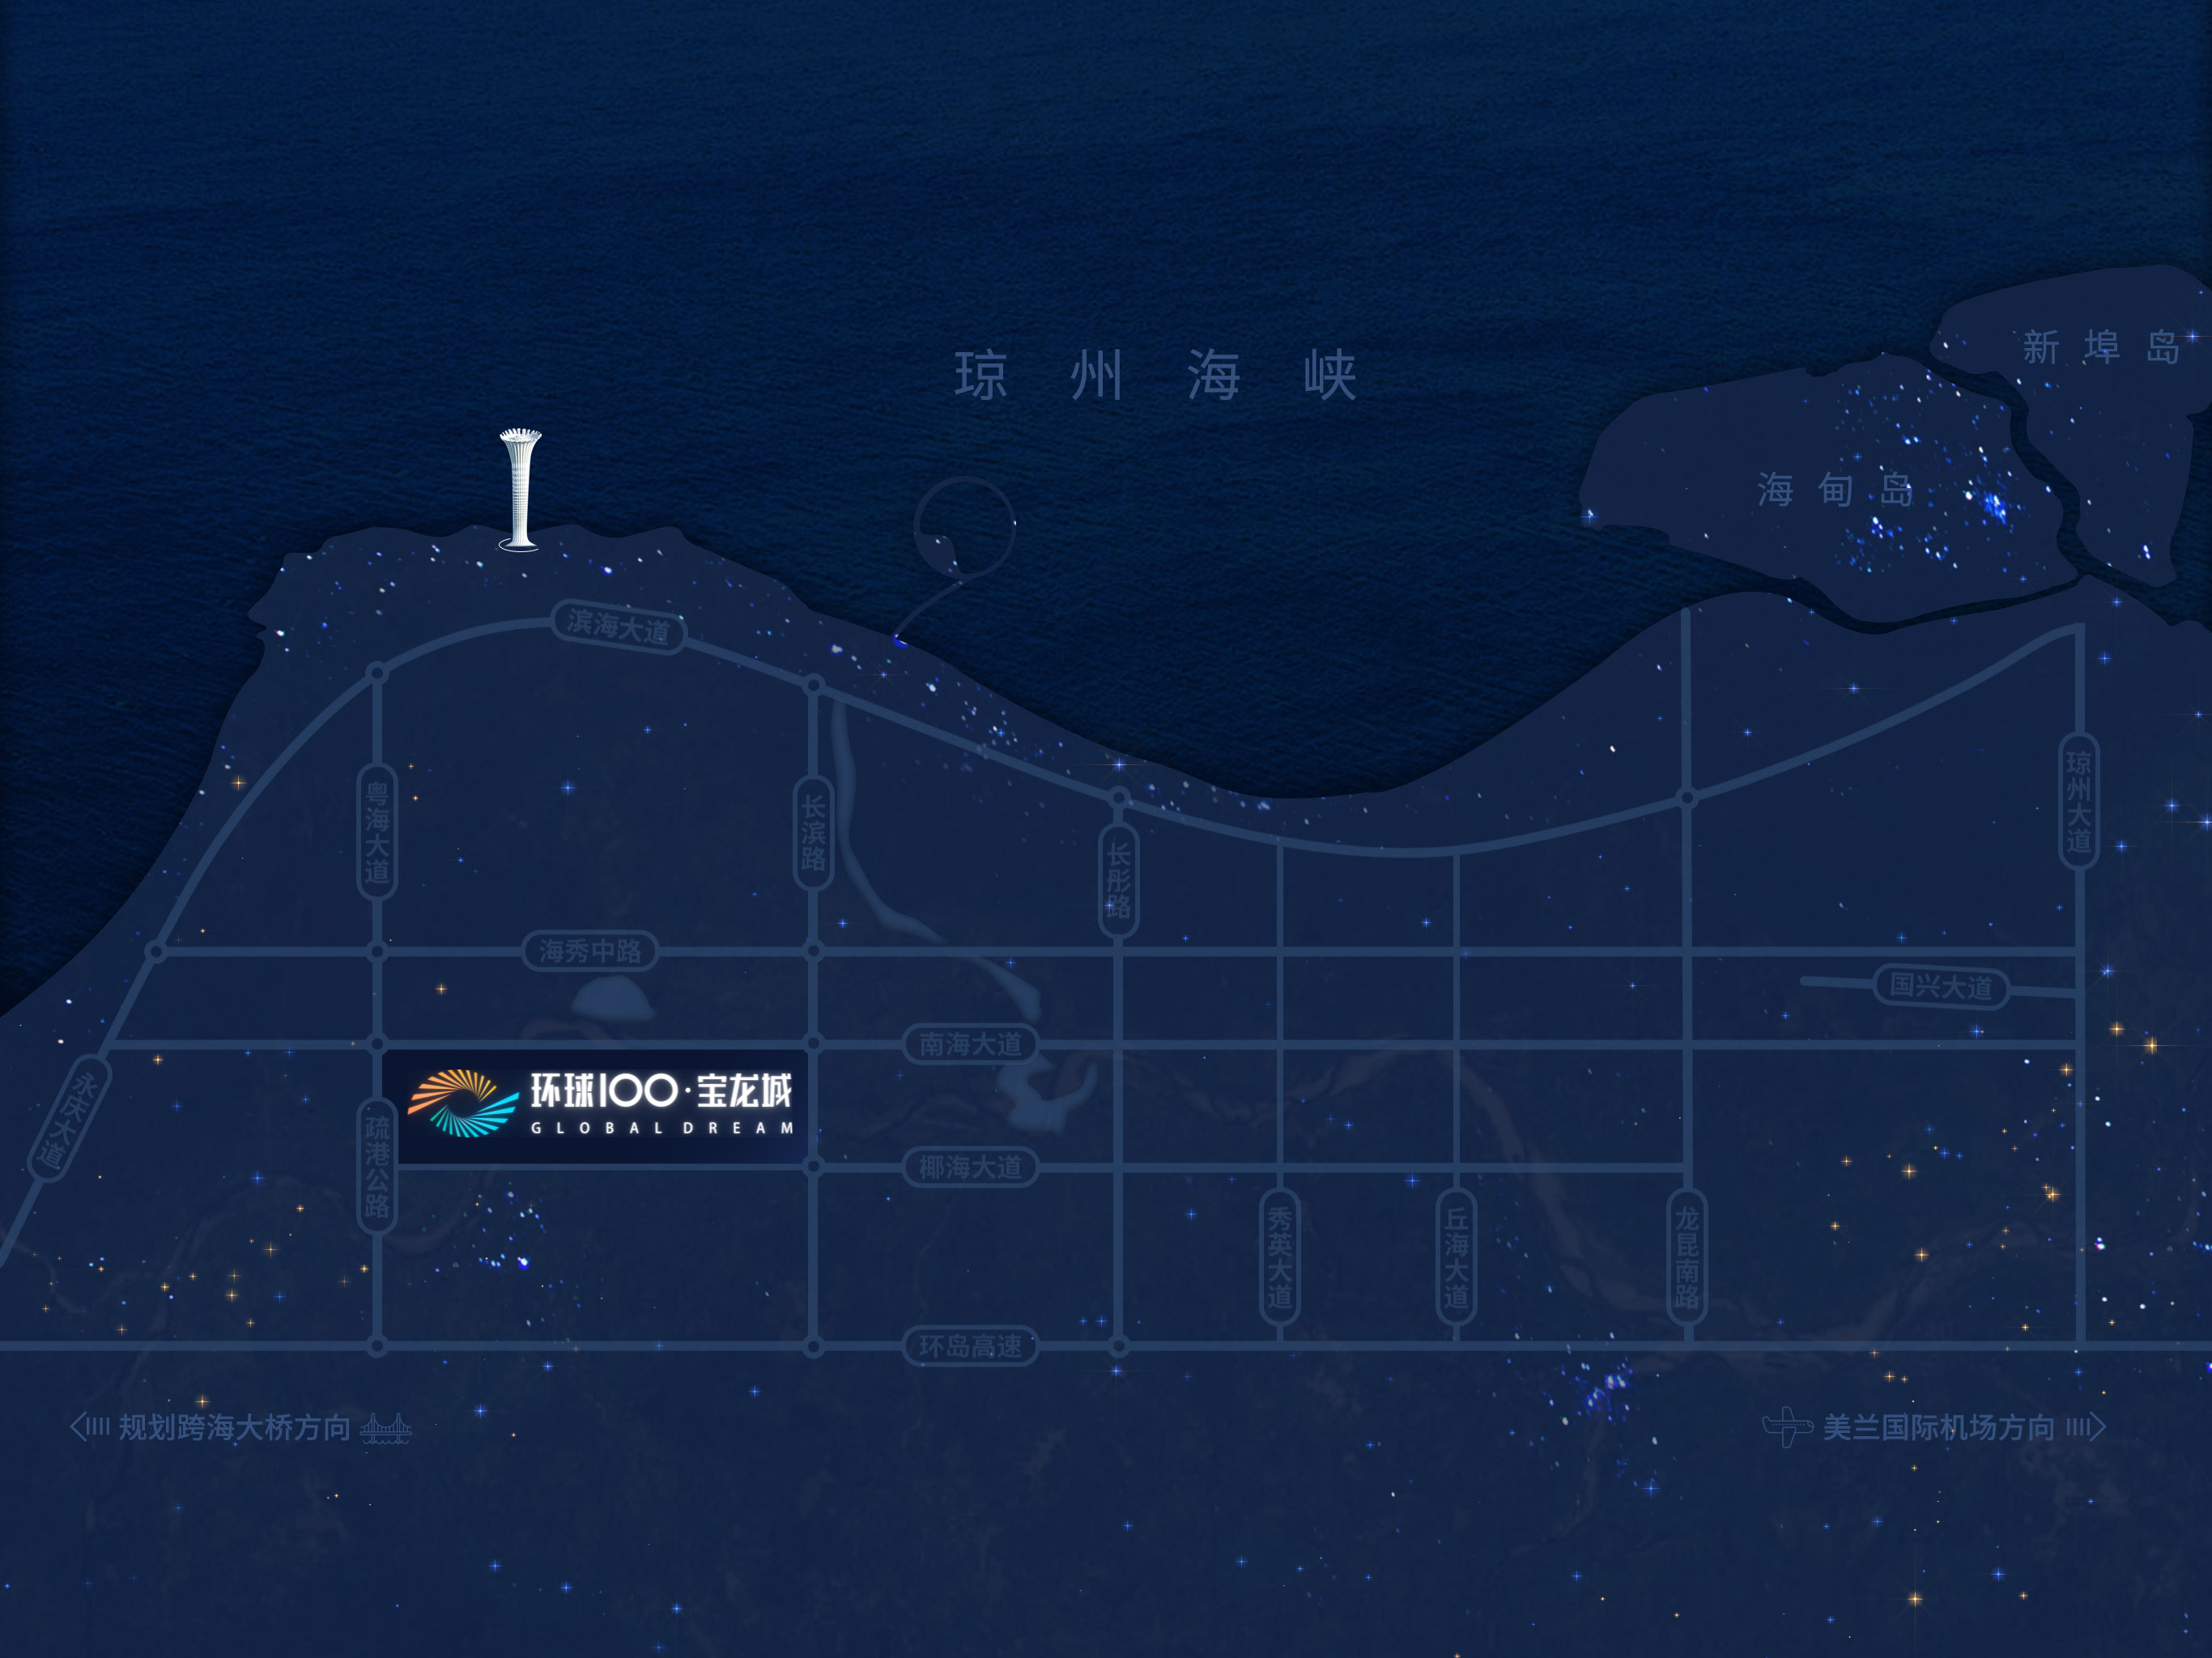 琼州海峡
新埠岛
海甸岛
滨海大道
粤海大道
长滨路
长彤路
琼州大道
海秀中路
国兴大道
南海大道
永庆大道
疏港公路
环球100·宝龙城
GLOBAL DREAM
椰海大道
秀英大道
丘海大道
龙昆南路
环岛高速
规划跨海大桥方向
美兰国际机场方向